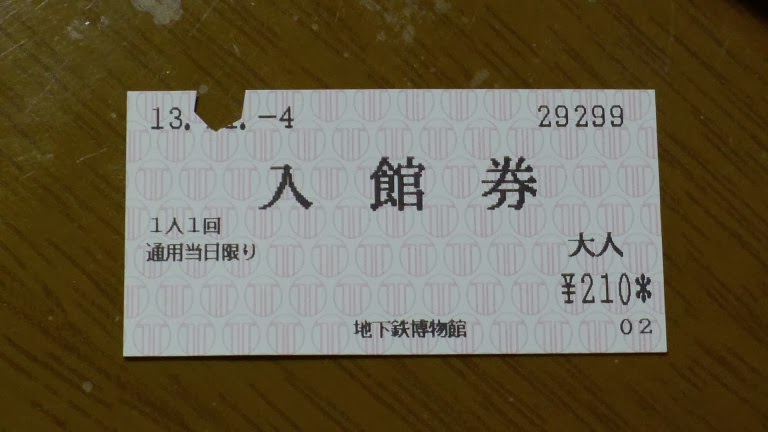 13. -4 29299
入館券
1人1回
通用当日限り
大人
¥210*
地下鉄博物館 02